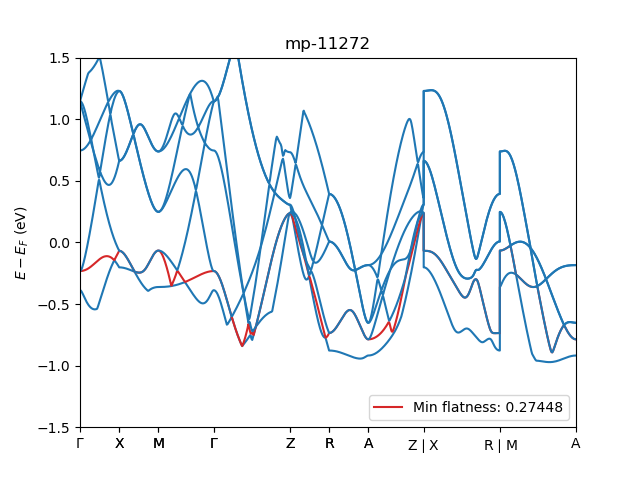 mp-11272
E − E_F (eV)
1.5
1.0
0.5
0.0
−0.5
−1.0
−1.5
Min flatness: 0.27448
Γ X M Γ Z R A Z | X R | M A